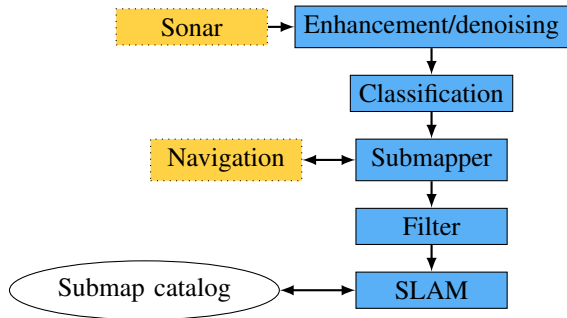 Sonar
Enhancement/denoising
Classification
Navigation
Submapper
Filter
Submap catalog
SLAM